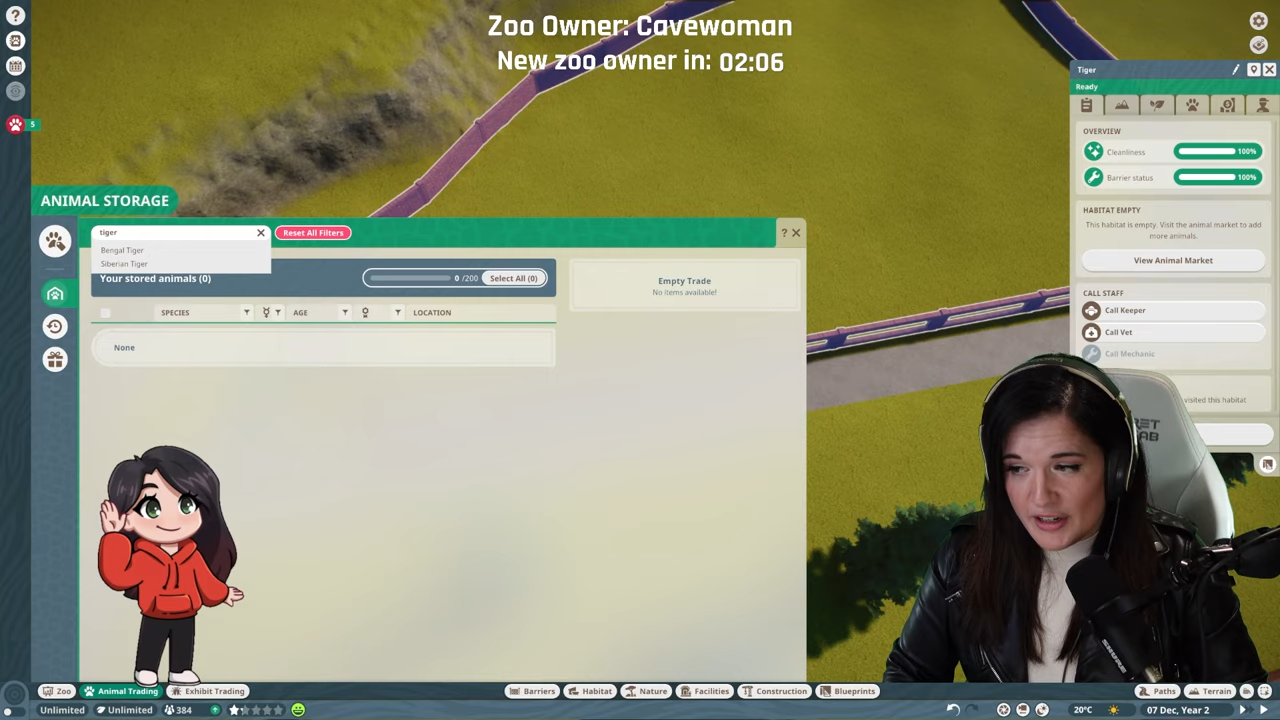 Zoo Owner: Cavewoman
New zoo owner in: 02:06
?
5
ANIMAL STORAGE
tiger
Reset All Filters
?
Bengal Tiger
Siberian Tiger
Your stored animals (0)
0 /200
Select All (0)
SPECIES
AGE
LOCATION
None
Empty Trade
No items available!
Tiger
Ready
OVERVIEW
Cleanliness
100%
Barrier status
100%
HABITAT EMPTY
This habitat is empty. Visit the animal market to add
more animals.
View Animal Market
CALL STAFF
Call Keeper
Call Vet
Call Mechanic
visited this habitat
Zoo
Animal Trading
Exhibit Trading
Barriers
Habitat
Nature
Facilities
Construction
Blueprints
Paths
Terrain
Unlimited
Unlimited
384
20°C
07 Dec, Year 2